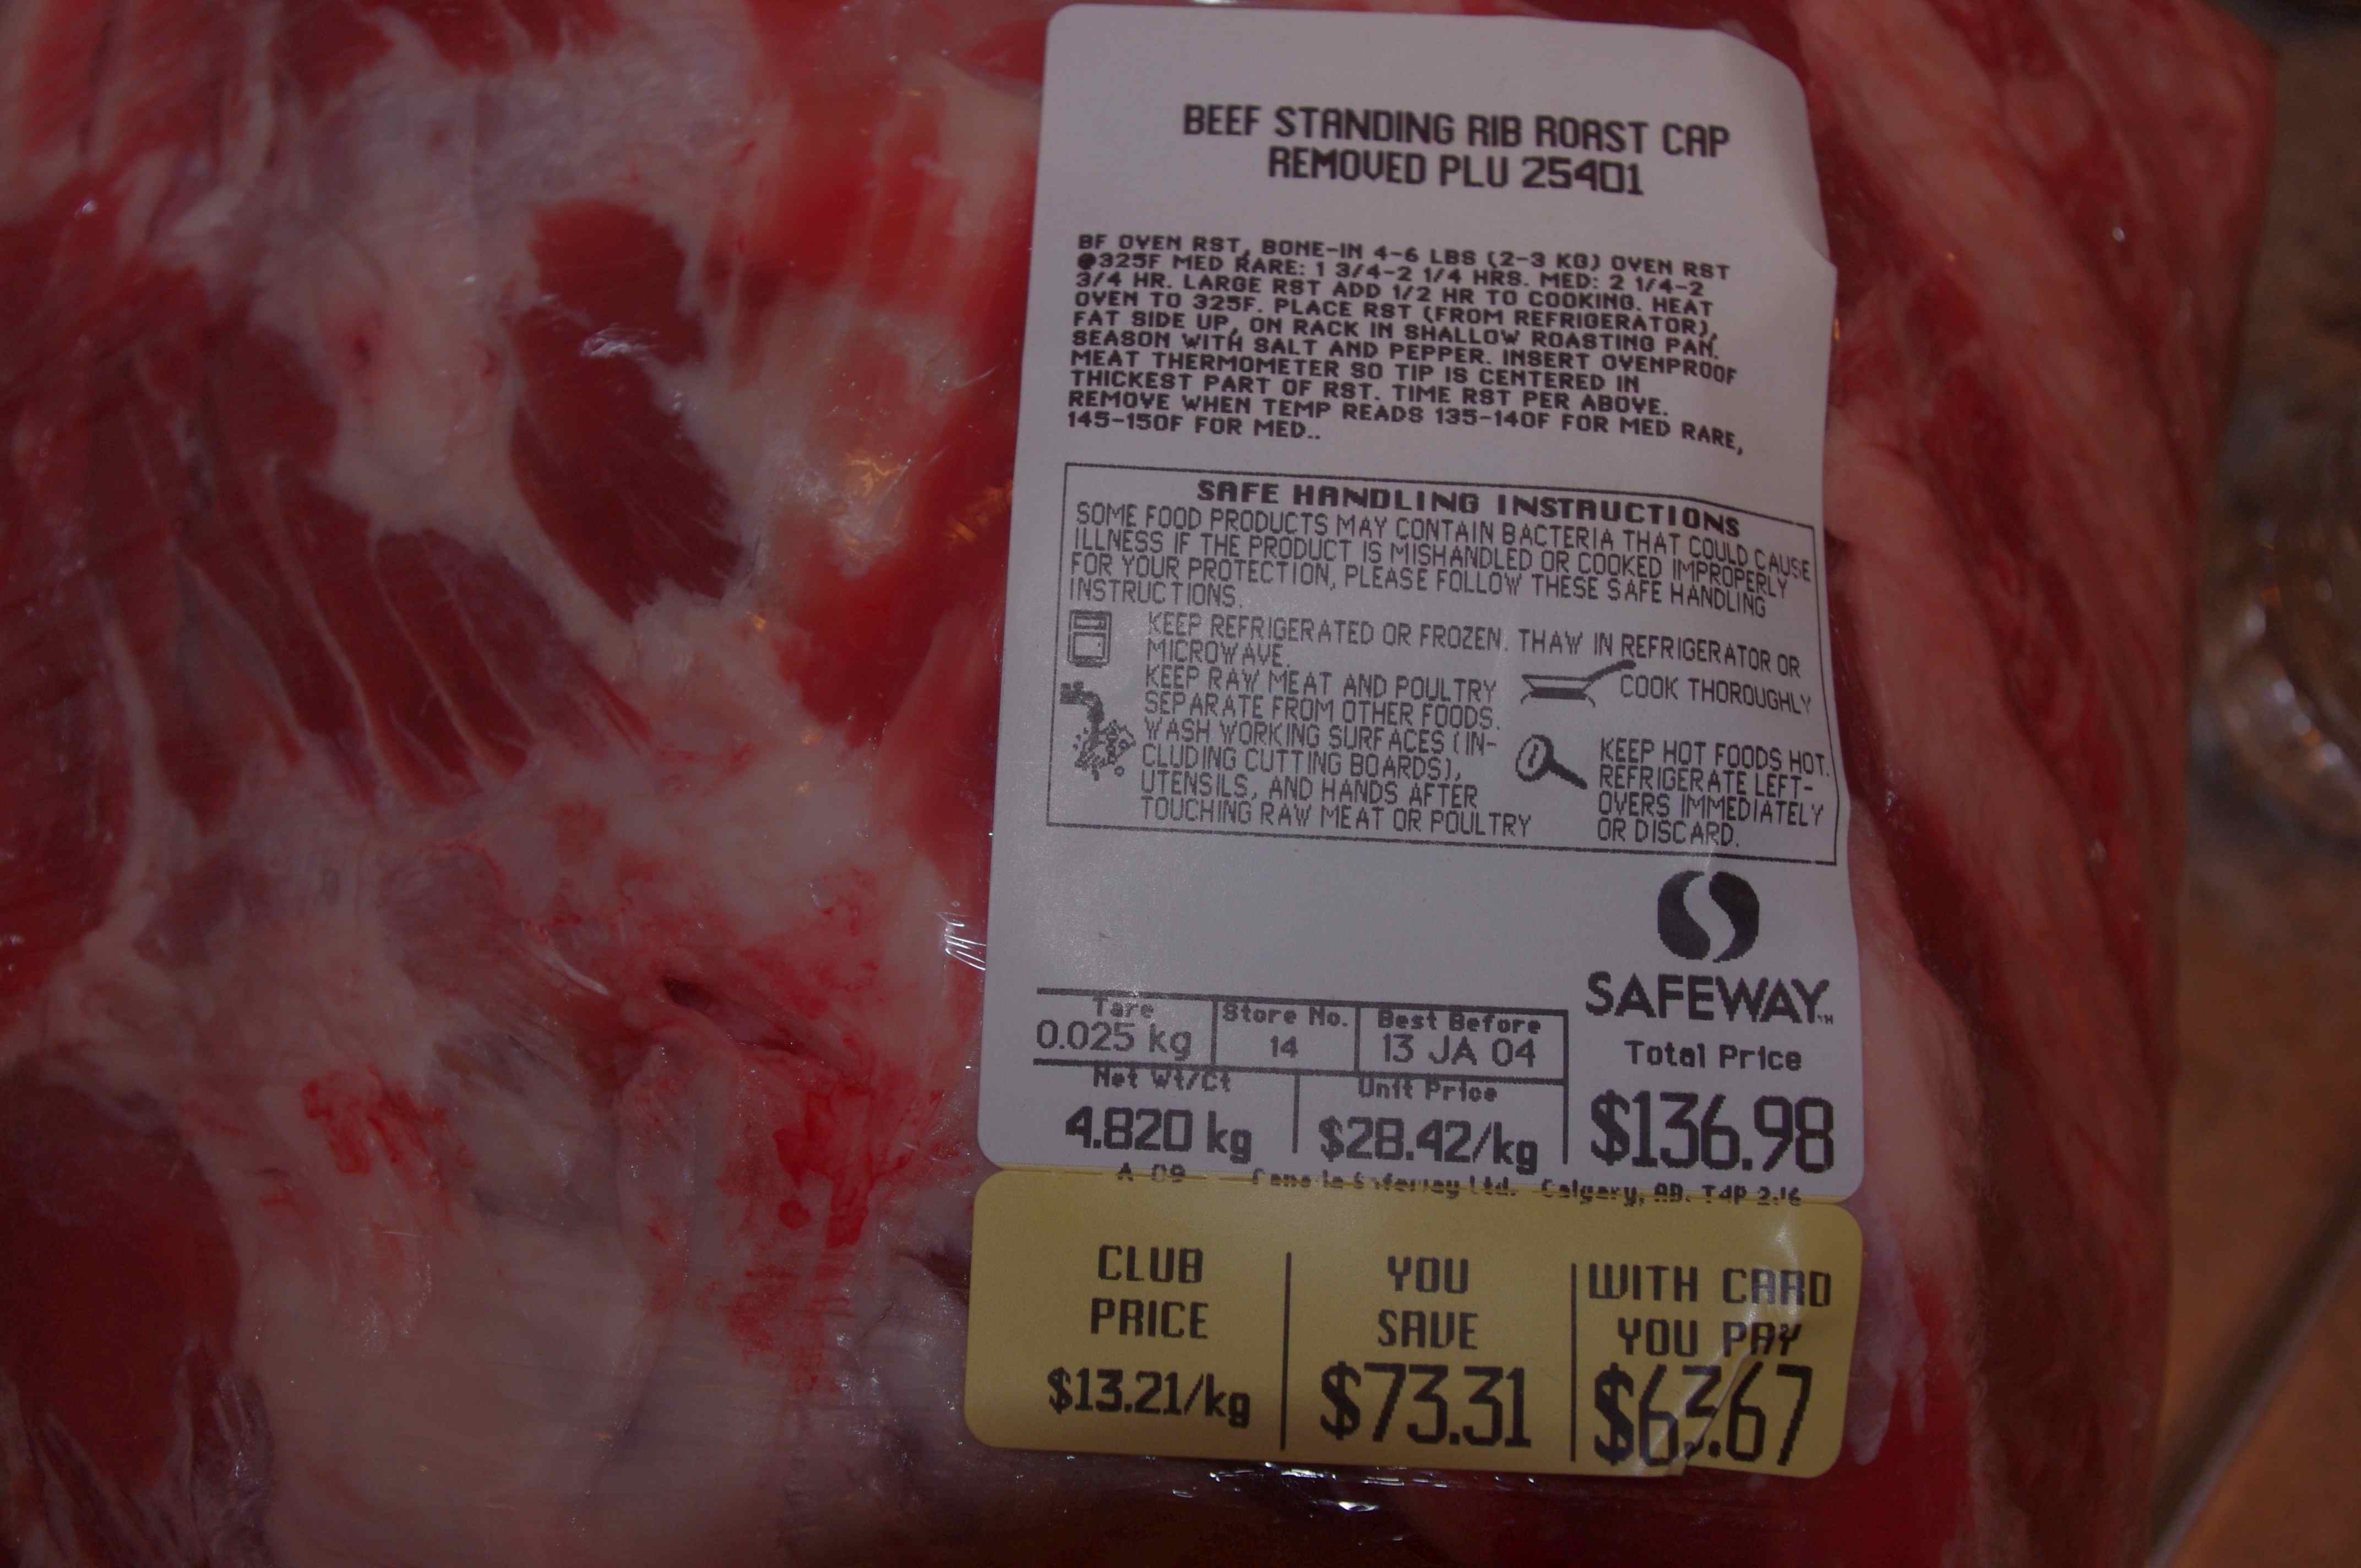 BEEF STANDING RIB ROAST CAP
REMOVED PLU 25401
BF OVEN RST, BONE-IN 4-6 LBS (2-3 KG) OVEN RST
@325F MED RARE: 1 3/4-2 1/4 HRS. MED: 2 1/4-2
3/4 HR. LARGE RST ADD 1/2 HR TO COOKING. HEAT
OVEN TO 325F. PLACE RST (FROM REFRIGERATOR),
FAT SIDE UP, ON RACK IN SHALLOW ROASTING PAN.
SEASON WITH SALT AND PEPPER. INSERT OVENPROOF
MEAT THERMOMETER SO TIP IS CENTERED IN
THICKEST PART OF RST. TIME RST PER ABOVE.
REMOVE WHEN TEMP READS 135-140F FOR MED RARE,
145-150F FOR MED..
SAFE HANDLING INSTRUCTIONS
SOME FOOD PRODUCTS MAY CONTAIN BACTERIA THAT COULD CAUSE
ILLNESS IF THE PRODUCT IS MISHANDLED OR COOKED IMPROPERLY
FOR YOUR PROTECTION, PLEASE FOLLOW THESE SAFE HANDLING
INSTRUCTIONS.
KEEP REFRIGERATED OR FROZEN. THAW IN REFRIGERATOR OR
MICROWAVE.
KEEP RAW MEAT AND POULTRY
SEPARATE FROM OTHER FOODS.
WASH WORKING SURFACES (IN-
CLUDING CUTTING BOARDS),
UTENSILS, AND HANDS AFTER
TOUCHING RAW MEAT OR POULTRY
COOK THOROUGHLY
KEEP HOT FOODS HOT.
REFRIGERATE LEFT-
OVERS IMMEDIATELY
OR DISCARD.
SAFEWAY™
Tare
0.025 kg
Store No.
14
Best Before
13 JA 04
Total Price
$136.98
Net Wt/Ct
4.820 kg
Unit Price
$28.42/kg
A 09 Canada Safeway Ltd. Calgary, AB.
CLUB
PRICE
$13.21/kg
YOU
SAVE
$73.31
WITH CARD
YOU PAY
$63.67